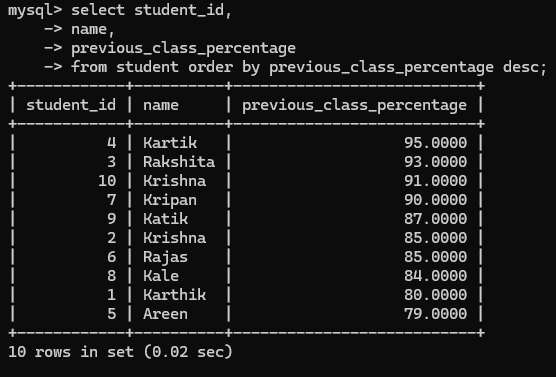 mysql> select student_id,
    -> name,
    -> previous_class_percentage
    -> from student order by previous_class_percentage desc;
+------------+----------+---------------------------+
| student_id | name     | previous_class_percentage |
+------------+----------+---------------------------+
|          4 | Kartik   |                   95.0000 |
|          3 | Rakshita |                   93.0000 |
|         10 | Krishna  |                   91.0000 |
|          7 | Kripan   |                   90.0000 |
|          9 | Katik    |                   87.0000 |
|          2 | Krishna  |                   85.0000 |
|          6 | Rajas    |                   85.0000 |
|          8 | Kale     |                   84.0000 |
|          1 | Karthik  |                   80.0000 |
|          5 | Areen    |                   79.0000 |
+------------+----------+---------------------------+
10 rows in set (0.02 sec)